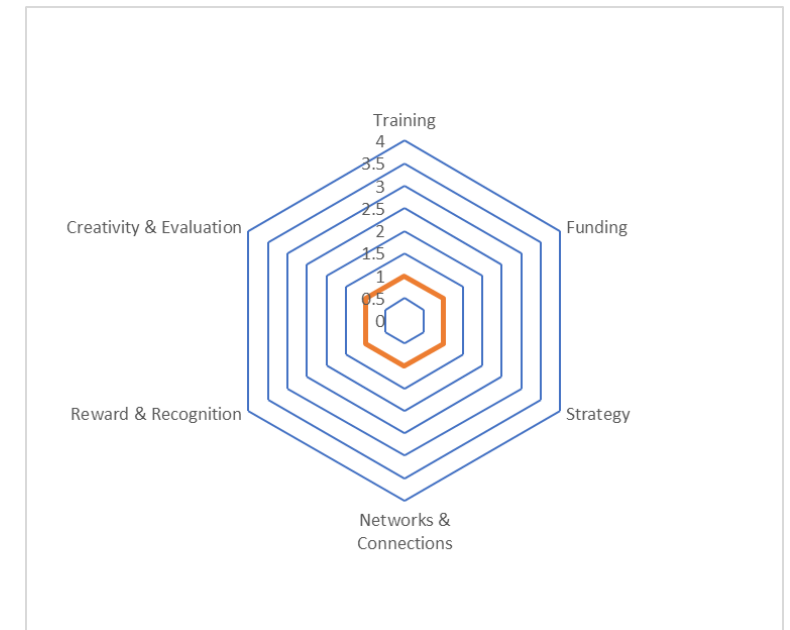 Training
4
3.5
3
2.5
2
1.5
1
0.5
0
Creativity & Evaluation
Funding
Reward & Recognition
Strategy
Networks &
Connections